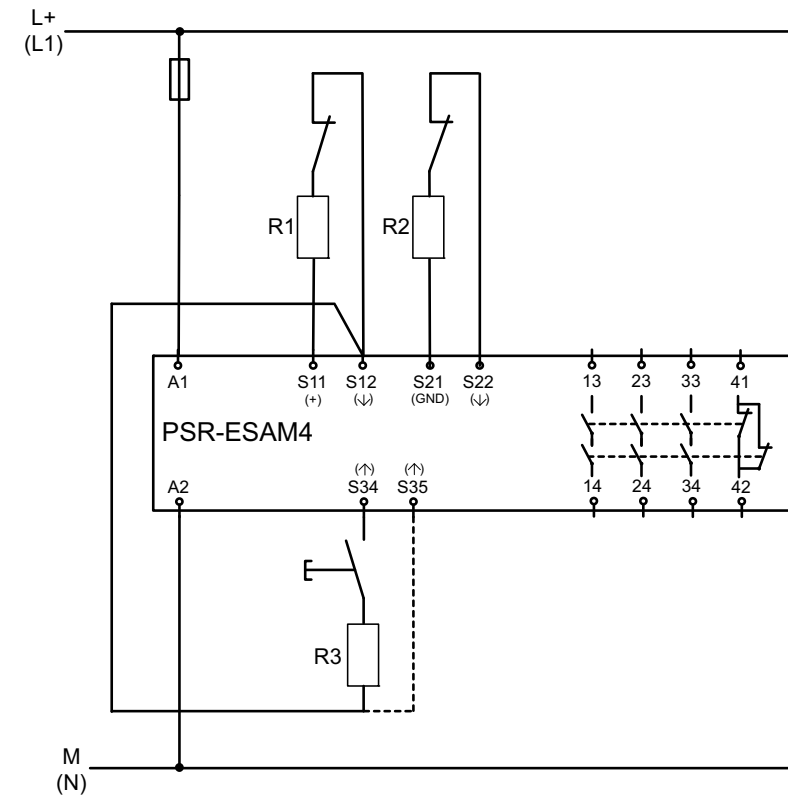 L+
(L1)
R1
R2
A1
S11
(+)
S12
(↓)
S21
(GND)
S22
(↓)
13
23
33
41
PSR-ESAM4
A2
(↑)
S34
(↑)
S35
14
24
34
42
R3
M
(N)